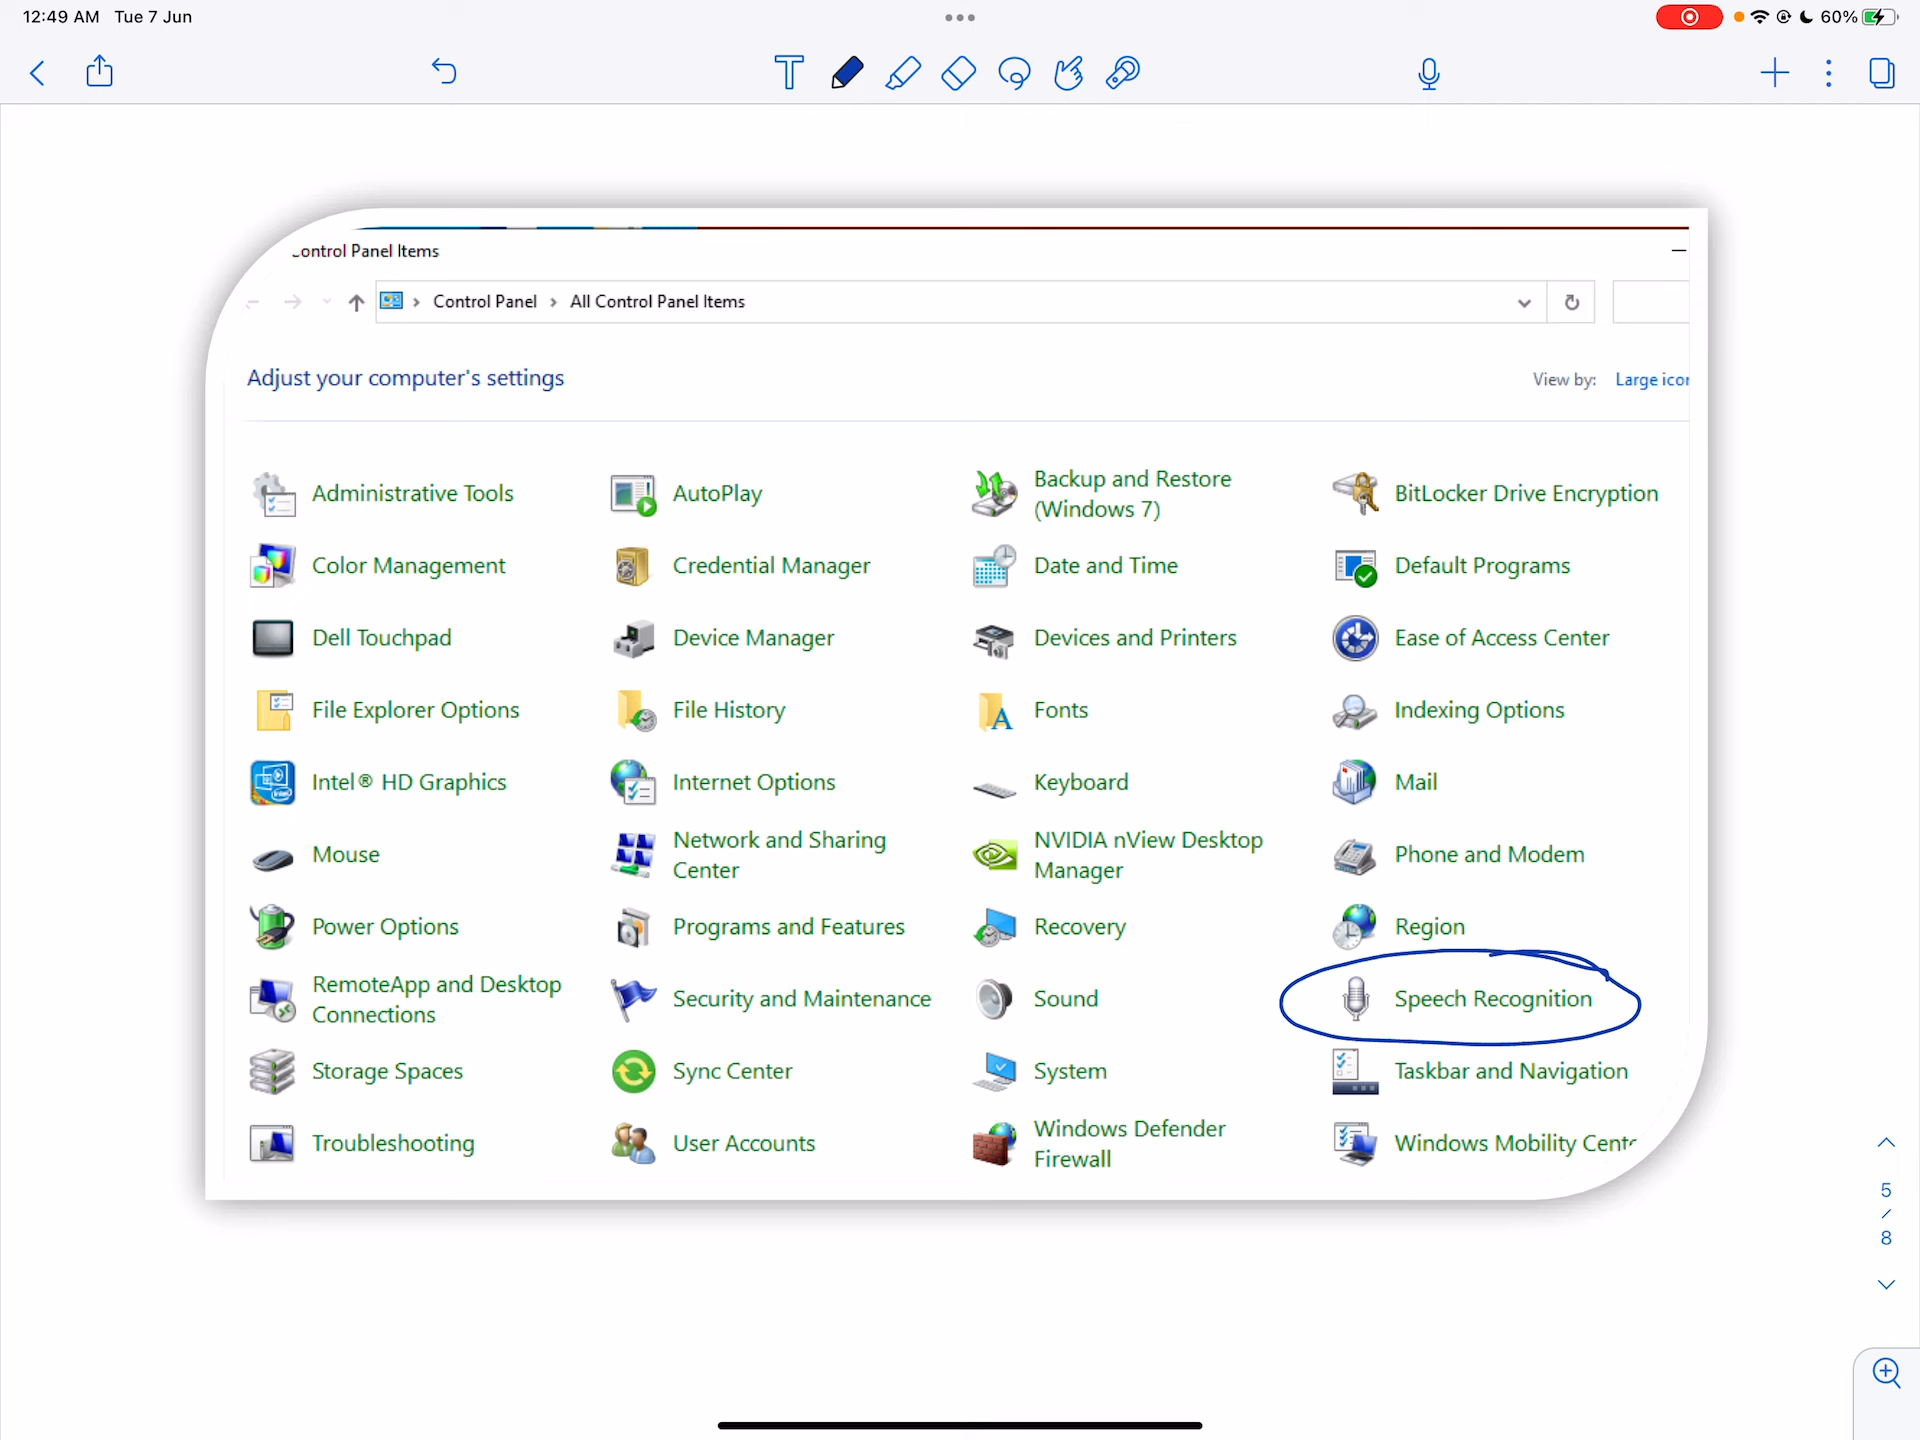 12:49 AM Tue 7 Jun
60%
ontrol Panel Items
Control Panel > All Control Panel Items
Adjust your computer's settings
View by: Large icon
Administrative Tools
AutoPlay
Backup and Restore
(Windows 7)
BitLocker Drive Encryption
Color Management
Credential Manager
Date and Time
Default Programs
Dell Touchpad
Device Manager
Devices and Printers
Ease of Access Center
File Explorer Options
File History
Fonts
Indexing Options
Intel® HD Graphics
Internet Options
Keyboard
Mail
Mouse
Network and Sharing
Center
NVIDIA nView Desktop
Manager
Phone and Modem
Power Options
Programs and Features
Recovery
Region
RemoteApp and Desktop
Connections
Security and Maintenance
Sound
Speech Recognition
Storage Spaces
Sync Center
System
Taskbar and Navigation
Troubleshooting
User Accounts
Windows Defender
Firewall
Windows Mobility Cente
5
/
8